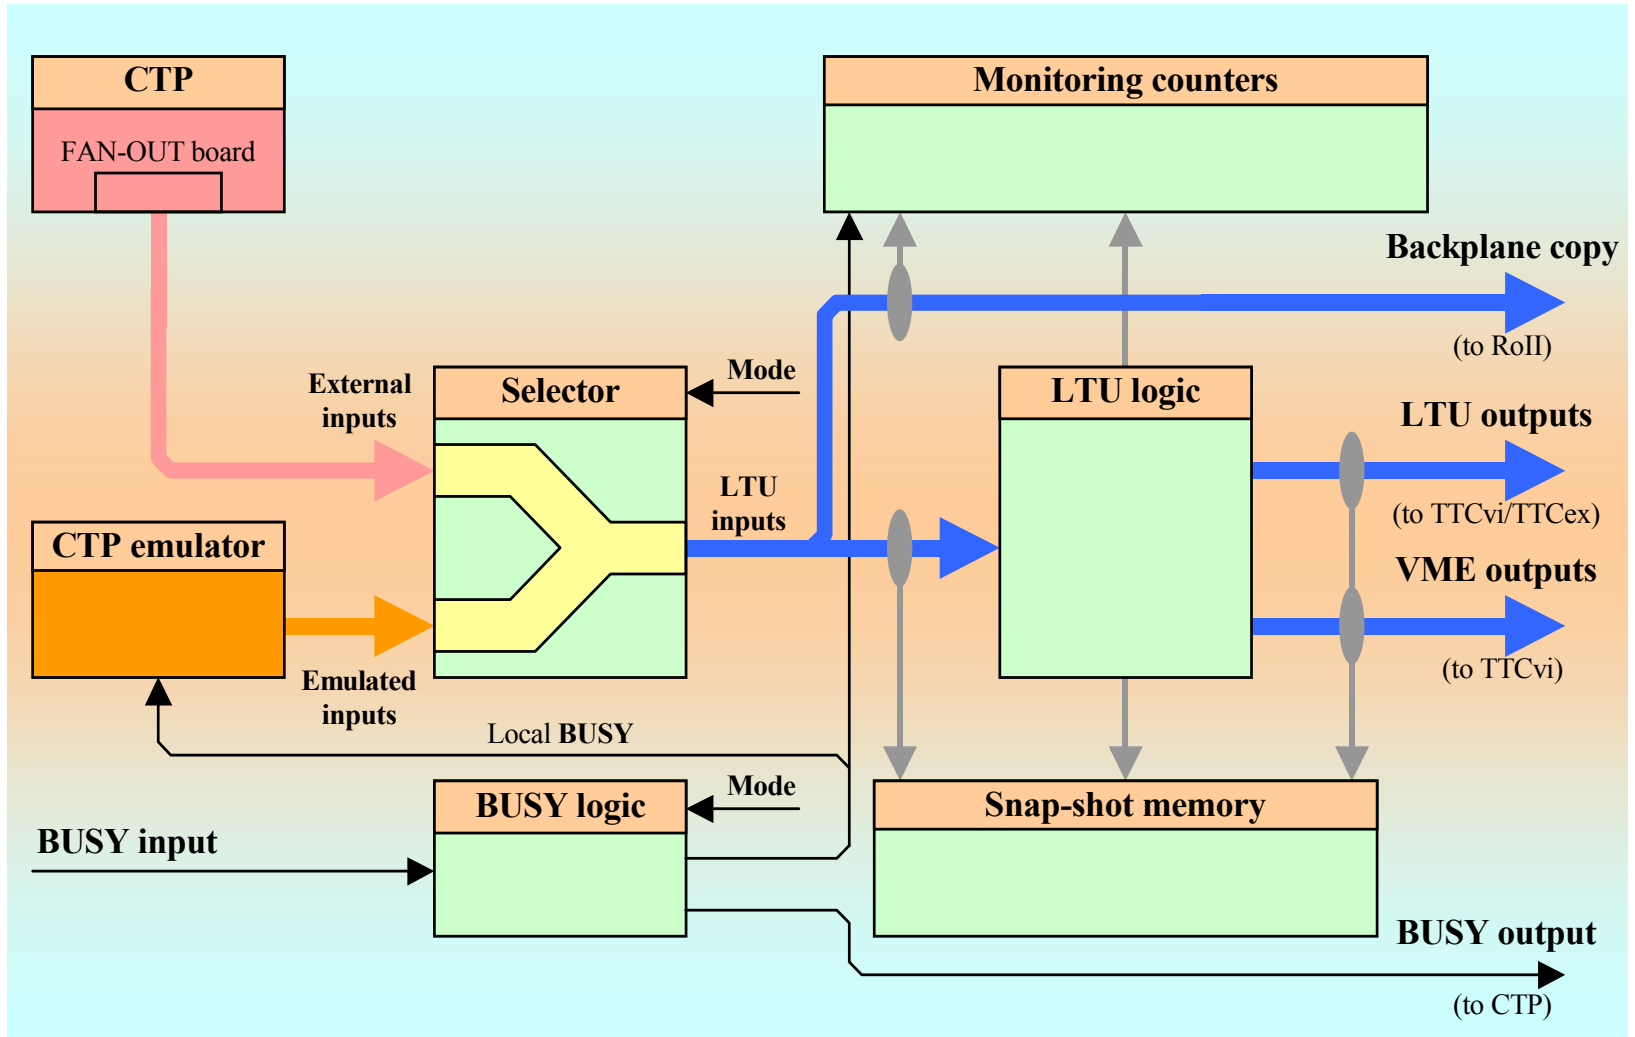 CTP
FAN-OUT board
Monitoring counters
Backplane copy
(to RoII)
External
inputs
Selector
Mode
LTU logic
LTU outputs
(to TTCvi/TTCex)
LTU
inputs
CTP emulator
VME outputs
(to TTCvi)
Emulated
inputs
Local BUSY
BUSY logic
Mode
Snap-shot memory
BUSY input
BUSY output
(to CTP)